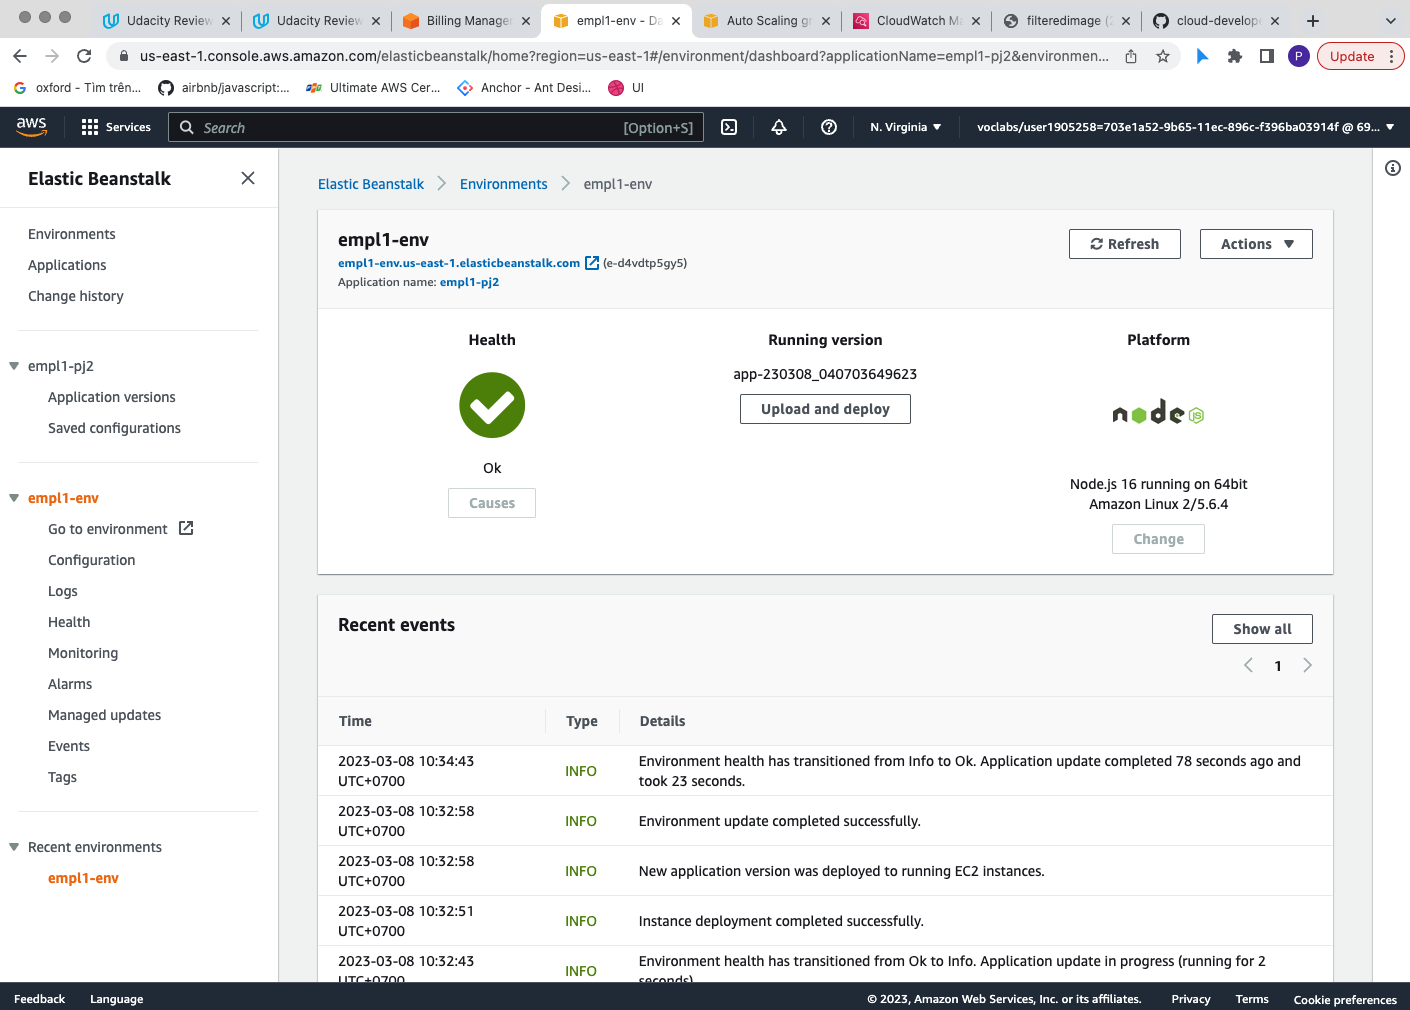 Udacity Review
Udacity Review
Billing Manage
empl1-env - Da
Auto Scaling gr
CloudWatch Ma
filteredimage (2
cloud-develope
us-east-1.console.aws.amazon.com/elasticbeanstalk/home?region=us-east-1#/environment/dashboard?applicationName=empl1-pj2&environmen...
P
Update
oxford - Tìm trên...
airbnb/javascript:...
Ultimate AWS Cer...
Anchor - Ant Desi...
UI
aws
Services
Search
[Option+S]
N. Virginia
voclabs/user1905258=703e1a52-9b65-11ec-896c-f396ba03914f @ 69...
Elastic Beanstalk
Environments
Applications
Change history
empl1-pj2
Application versions
Saved configurations
empl1-env
Go to environment
Configuration
Logs
Health
Monitoring
Alarms
Managed updates
Events
Tags
Recent environments
empl1-env
Elastic Beanstalk
Environments
empl1-env
empl1-env
empl1-env.us-east-1.elasticbeanstalk.com (e-d4vdtp5gy5)
Application name: empl1-pj2
Refresh
Actions
Health
Ok
Causes
Running version
app-230308_040703649623
Upload and deploy
Platform
node
JS
Node.js 16 running on 64bit
Amazon Linux 2/5.6.4
Change
Recent events
Show all
1
Time
Type
Details
2023-03-08 10:34:43
UTC+0700
INFO
Environment health has transitioned from Info to Ok. Application update completed 78 seconds ago and
took 23 seconds.
2023-03-08 10:32:58
UTC+0700
INFO
Environment update completed successfully.
2023-03-08 10:32:58
UTC+0700
INFO
New application version was deployed to running EC2 instances.
2023-03-08 10:32:51
UTC+0700
INFO
Instance deployment completed successfully.
2023-03-08 10:32:43
UTC+0700
INFO
Environment health has transitioned from Ok to Info. Application update in progress (running for 2
seconds)
Feedback
Language
© 2023, Amazon Web Services, Inc. or its affiliates.
Privacy
Terms
Cookie preferences